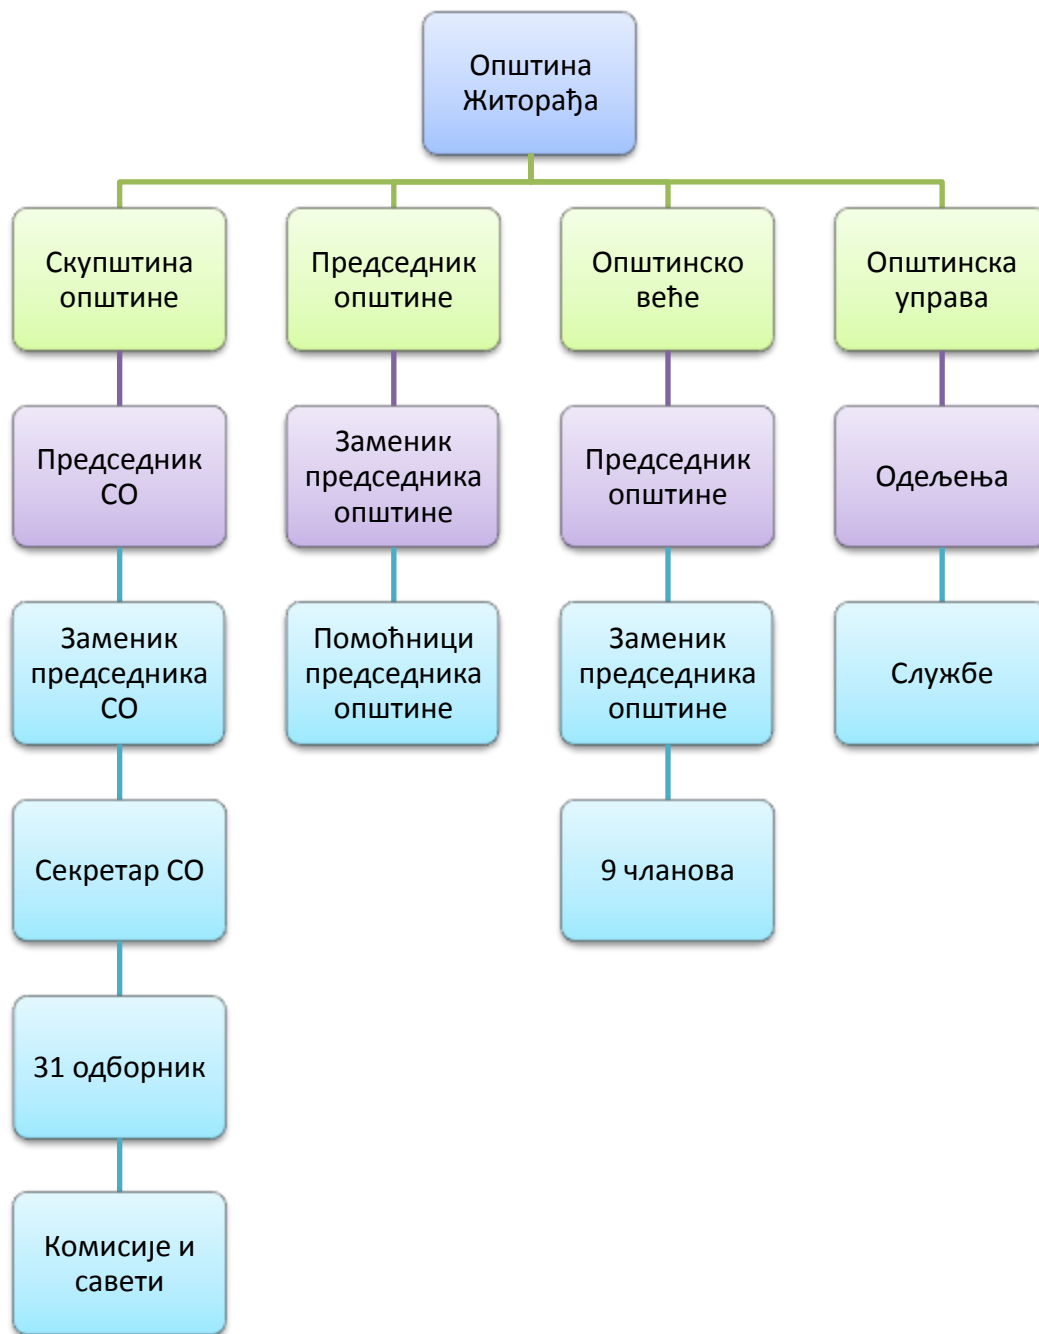 Општина
Житорађа
Скупштина
општине
Председник
општине
Општинско
веће
Општинска
управа
Председник
СО
Заменик
председника
општине
Председник
општине
Одељења
Заменик
председника
СО
Помоћници
председника
општине
Заменик
председника
општине
Службе
Секретар СО
9 чланова
31 одборник
Комисије и
савети